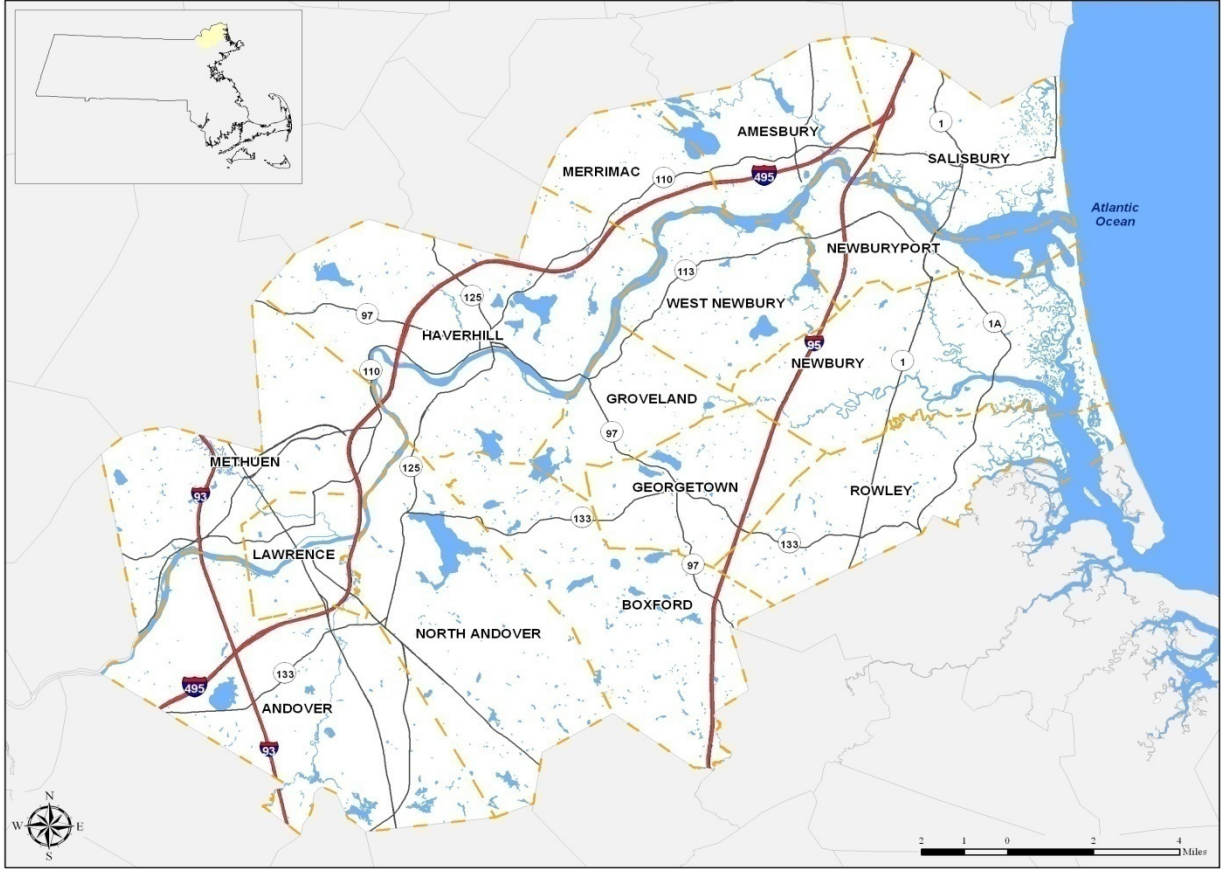 1
AMESBURY
SALISBURY
MERRIMAC
110
495
Atlantic
Ocean
NEWBURYPORT
113
125
WEST NEWBURY
97
1A
HAVERHILL
95
1
NEWBURY
110
GROVELAND
97
METHUEN
125
93
GEORGETOWN
ROWLEY
133
133
LAWRENCE
97
BOXFORD
NORTH ANDOVER
133
495
ANDOVER
93
N
W
E
S
2
1
0
2
4
Miles